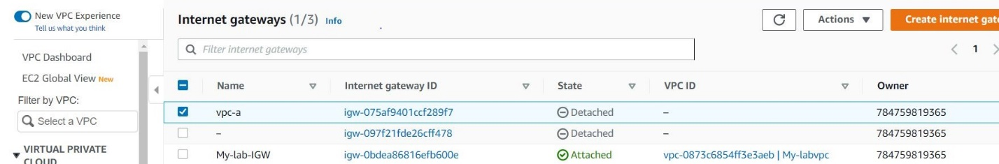 New VPC Experience
Tell us what you think
VPC Dashboard
EC2 Global View New
Filter by VPC:
Select a VPC
VIRTUAL PRIVATE
CLOUD
Internet gateways (1/3) Info
Actions
Create internet gate
Filter internet gateways
1
Name Internet gateway ID State VPC ID Owner
vpc-a igw-075af9401ccf289f7 Detached – 784759819365
– igw-097f21fde26cff478 Detached – 784759819365
My-lab-IGW igw-0bdea86816efb600e Attached vpc-0873c6854ff3e3aeb | My-labvpc 784759819365